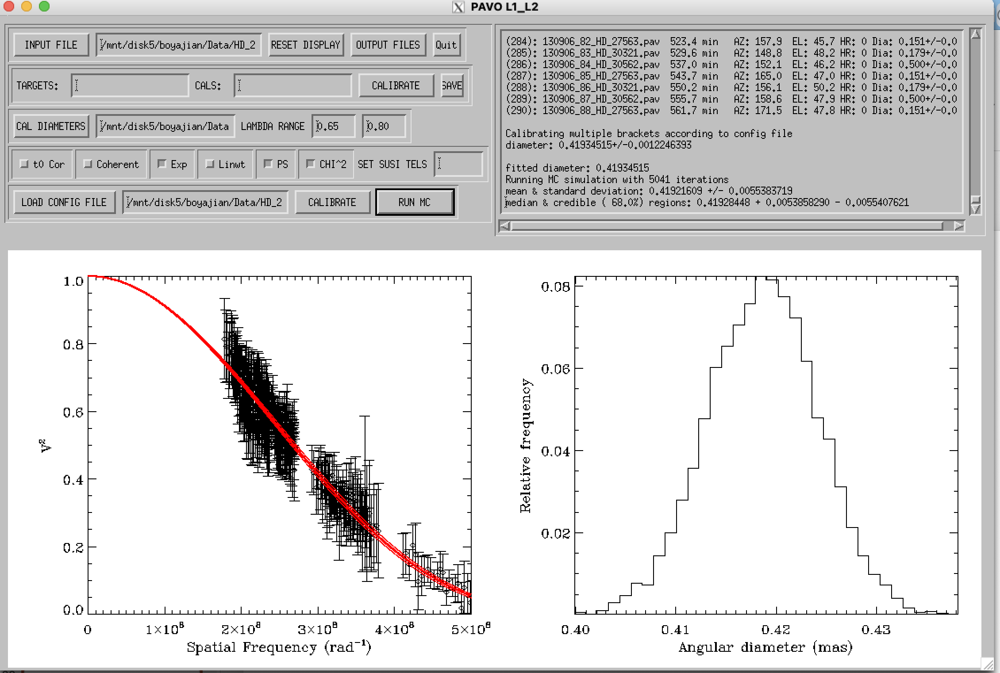 PAVO L1_L2
INPUT FILE /mnt/disk5/boyajian/Data/HD_2 RESET DISPLAY OUTPUT FILES Quit
TARGETS: CALS: CALIBRATE SAVE
CAL DIAMETERS /mnt/disk5/boyajian/Data LAMBDA RANGE 0.65 0.80
t0 Cor Coherent Exp Linwt PS CHI^2 SET SUSI TELS
LOAD CONFIG FILE /mnt/disk5/boyajian/Data/HD_2 CALIBRATE RUN MC
(284): 130906_82_HD_27563.pav 523.4 min AZ: 157.9 EL: 45.7 HR: 0 Dia: 0.151+/-0.0
(285): 130906_83_HD_30321.pav 529.6 min AZ: 148.8 EL: 48.2 HR: 0 Dia: 0.179+/-0.0
(286): 130906_84_HD_30562.pav 537.0 min AZ: 152.1 EL: 46.2 HR: 0 Dia: 0.500+/-0.0
(287): 130906_85_HD_27563.pav 543.7 min AZ: 165.0 EL: 47.0 HR: 0 Dia: 0.151+/-0.0
(288): 130906_86_HD_30321.pav 550.2 min AZ: 156.1 EL: 50.2 HR: 0 Dia: 0.179+/-0.0
(289): 130906_87_HD_30562.pav 555.7 min AZ: 158.6 EL: 47.9 HR: 0 Dia: 0.500+/-0.0
(290): 130906_88_HD_27563.pav 561.7 min AZ: 171.5 EL: 47.8 HR: 0 Dia: 0.151+/-0.0
Calibrating multiple brackets according to config file
diameter: 0.41934515+/-0.0012246393
fitted diameter: 0.41934515
Running MC simulation with 5041 iterations
mean & standard deviation: 0.41921609 +/- 0.0055383719
median & credible ( 68.0%) regions: 0.41928448 + 0.0053858290 - 0.0055407621
1.0
0.8
0.6
0.4
0.2
0.0
V²
0 1×10⁸ 2×10⁸ 3×10⁸ 4×10⁸ 5×10⁸
Spatial Frequency (rad⁻¹)
0.08
0.06
0.04
0.02
Relative frequency
0.40 0.41 0.42 0.43
Angular diameter (mas)